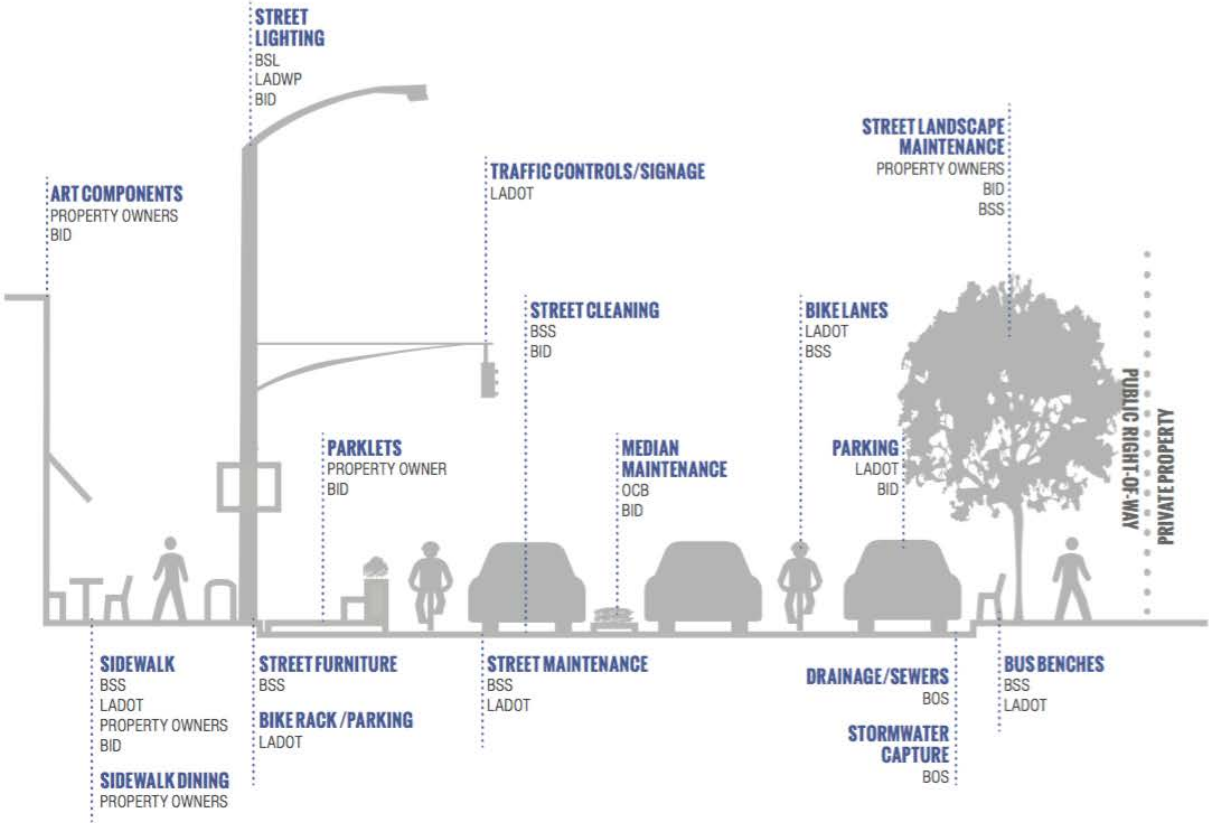 STREET
LIGHTING
BSL
LADWP
BID
STREET LANDSCAPE
MAINTENANCE
PROPERTY OWNERS
BID
BSS
TRAFFIC CONTROLS/SIGNAGE
LADOT
ART COMPONENTS
PROPERTY OWNERS
BID
STREET CLEANING
BSS
BID
BIKE LANES
LADOT
BSS
PARKLETS
PROPERTY OWNER
BID
MEDIAN
MAINTENANCE
OCB
BID
PARKING
LADOT
BID
PUBLIC RIGHT-OF-WAY
PRIVATE PROPERTY
SIDEWALK
BSS
LADOT
PROPERTY OWNERS
BID
SIDEWALK DINING
PROPERTY OWNERS
STREET FURNITURE
BSS
BIKE RACK /PARKING
LADOT
STREET MAINTENANCE
BSS
LADOT
DRAINAGE/SEWERS
BOS
STORMWATER
CAPTURE
BOS
BUS BENCHES
BSS
LADOT